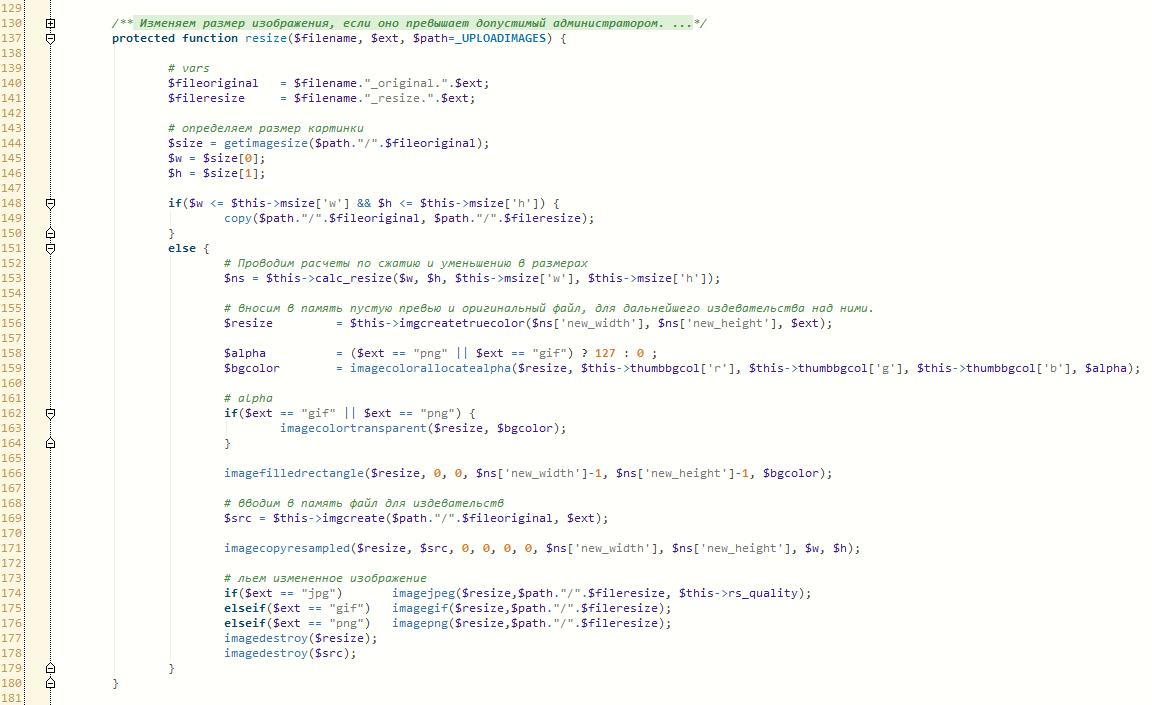 129
130 /** Изменяем размер изображения, если оно превышает допустимый администратором. ...*/
137 protected function resize($filename, $ext, $path=_UPLOADIMAGES) {
138
139 # vars
140 $fileoriginal = $filename."_original.".$ext;
141 $fileresize = $filename."_resize.".$ext;
142
143 # определяем размер картинки
144 $size = getimagesize($path."/".$fileoriginal);
145 $w = $size[0];
146 $h = $size[1];
147
148 if($w <= $this->msize['w'] && $h <= $this->msize['h']) {
149 copy($path."/".$fileoriginal, $path."/".$fileresize);
150 }
151 else {
152 # Проводим расчеты по сжатию и уменьшению в размерах
153 $ns = $this->calc_resize($w, $h, $this->msize['w'], $this->msize['h']);
154
155 # вносим в память пустую превью и оригинальный файл, для дальнейшего издевательства над ними.
156 $resize = $this->imgcreatetruecolor($ns['new_width'], $ns['new_height'], $ext);
157
158 $alpha = ($ext == "png" || $ext == "gif") ? 127 : 0 ;
159 $bgcolor = imagecolorallocatealpha($resize, $this->thumbbgcol['r'], $this->thumbbgcol['g'], $this->thumbbgcol['b'], $alpha);
160
161 # alpha
162 if($ext == "gif" || $ext == "png") {
163 imagecolortransparent($resize, $bgcolor);
164 }
165
166 imagefilledrectangle($resize, 0, 0, $ns['new_width']-1, $ns['new_height']-1, $bgcolor);
167
168 # вводим в память файл для издевательств
169 $src = $this->imgcreate($path."/".$fileoriginal, $ext);
170
171 imagecopyresampled($resize, $src, 0, 0, 0, 0, $ns['new_width'], $ns['new_height'], $w, $h);
172
173 # льем измененное изображение
174 if($ext == "jpg") imagejpeg($resize,$path."/".$fileresize, $this->rs_quality);
175 elseif($ext == "gif") imagegif($resize,$path."/".$fileresize);
176 elseif($ext == "png") imagepng($resize,$path."/".$fileresize);
177 imagedestroy($resize);
178 imagedestroy($src);
179 }
180 }
181